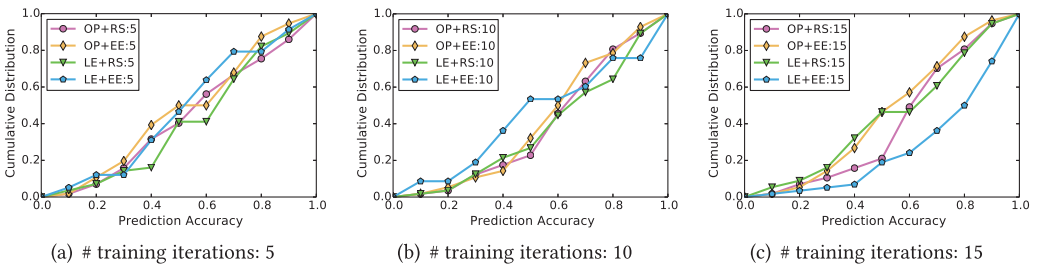 OP+RS:5
OP+EE:5
LE+RS:5
LE+EE:5
Cumulative Distribution
1.0
0.8
0.6
0.4
0.2
0.0
0.0 0.2 0.4 0.6 0.8 1.0
Prediction Accuracy
(a) # training iterations: 5
OP+RS:10
OP+EE:10
LE+RS:10
LE+EE:10
Cumulative Distribution
1.0
0.8
0.6
0.4
0.2
0.0
0.0 0.2 0.4 0.6 0.8 1.0
Prediction Accuracy
(b) # training iterations: 10
OP+RS:15
OP+EE:15
LE+RS:15
LE+EE:15
Cumulative Distribution
1.0
0.8
0.6
0.4
0.2
0.0
0.0 0.2 0.4 0.6 0.8 1.0
Prediction Accuracy
(c) # training iterations: 15